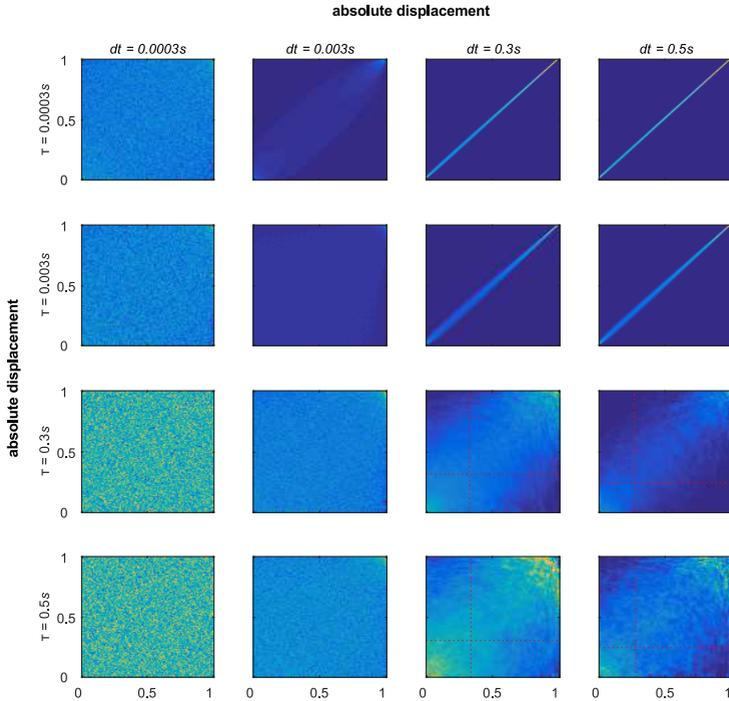 absolute displacement
dt = 0.0003s dt = 0.003s dt = 0.3s dt = 0.5s
absolute displacement
τ = 0.0003s
1
0.5
0
τ = 0.003s
1
0.5
0
τ = 0.3s
1
0.5
0
τ = 0.5s
1
0.5
0
0 0.5 1 0 0.5 1 0 0.5 1 0 0.5 1